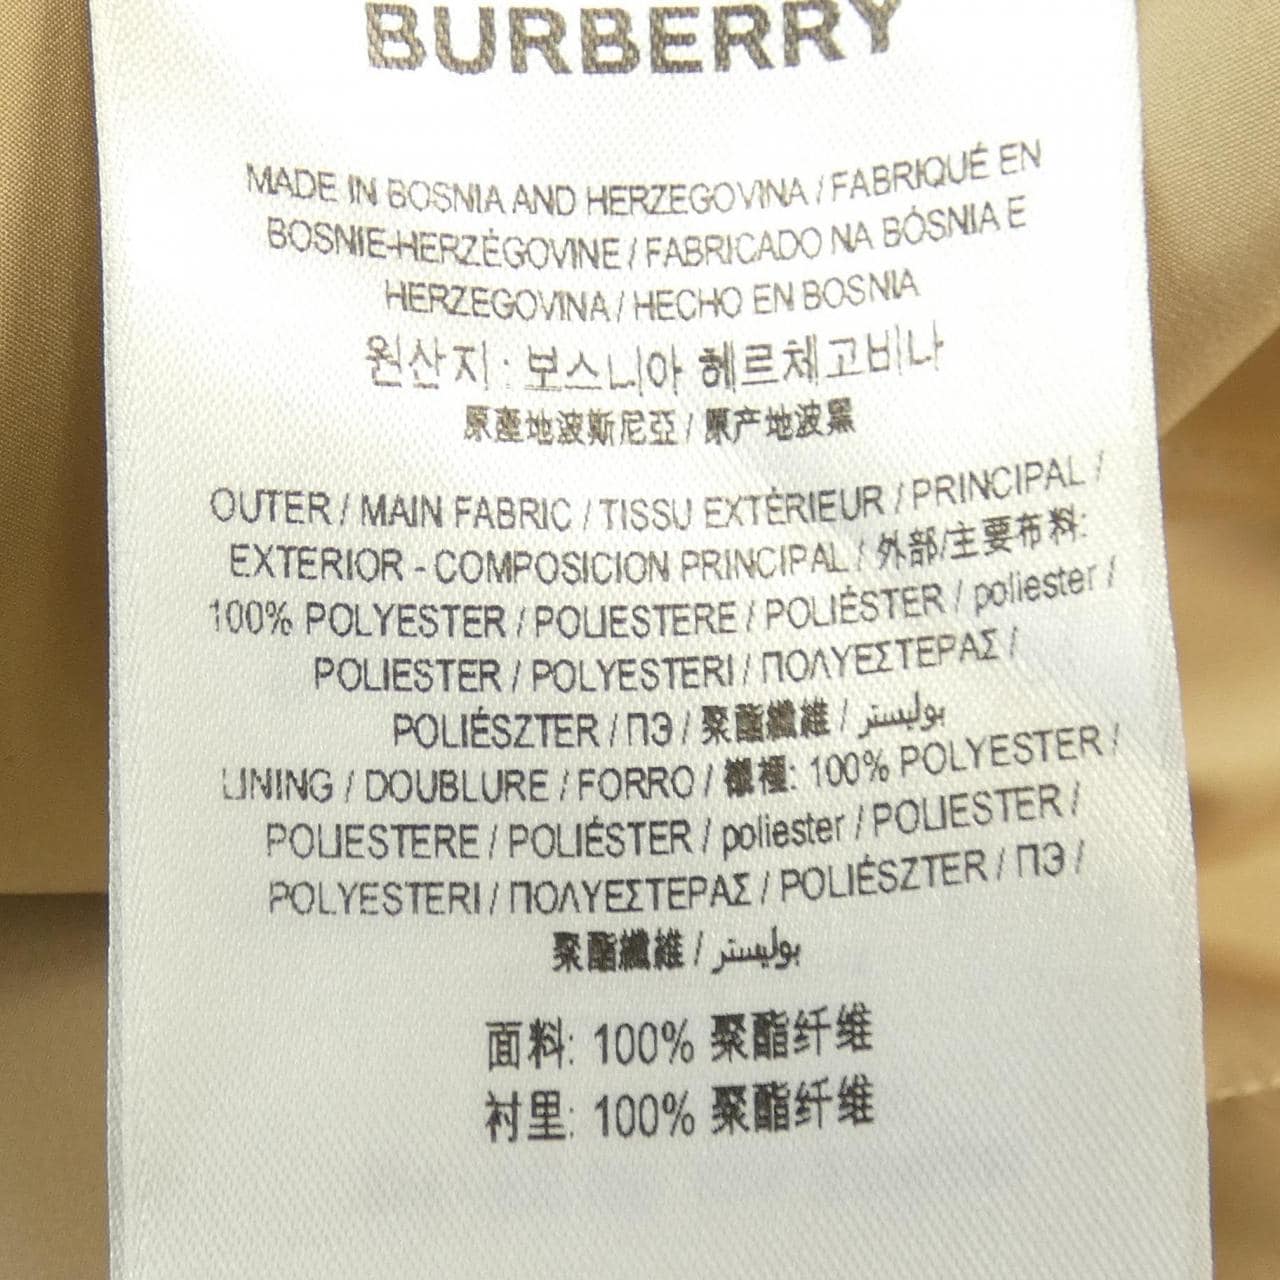 BURBERRY
MADE IN BOSNIA AND HERZEGOVINA / FABRIQUÉ EN
BOSNIE-HERZÉGOVINE / FABRICADO NA BÓSNIA E
HERZEGOVINA / HECHO EN BOSNIA
원산지 : 보스니아 헤르체고비나
原產地波斯尼亞 / 原产地波黑
OUTER / MAIN FABRIC / TISSU EXTÉRIEUR / PRINCIPAL /
EXTERIOR - COMPOSICION PRINCIPAL / 外部/主要布料:
100% POLYESTER / POLIESTERE / POLIÉSTER / poliester /
POLIESTER / POLYESTERI / ΠΟΛΥΕΣΤΕΡΑΣ /
POLIÉSZTER / ПЭ / 聚酯纖維 / بوليستر
LINING / DOUBLURE / FORRO / 襯裡: 100% POLYESTER /
POLIESTERE / POLIÉSTER / poliester / POLIESTER /
POLYESTERI / ΠΟΛΥΕΣΤΕΡΑΣ / POLIÉSZTER / ПЭ /
聚酯纖維 / بوليستر
面料: 100% 聚酯纤维
衬里: 100% 聚酯纤维